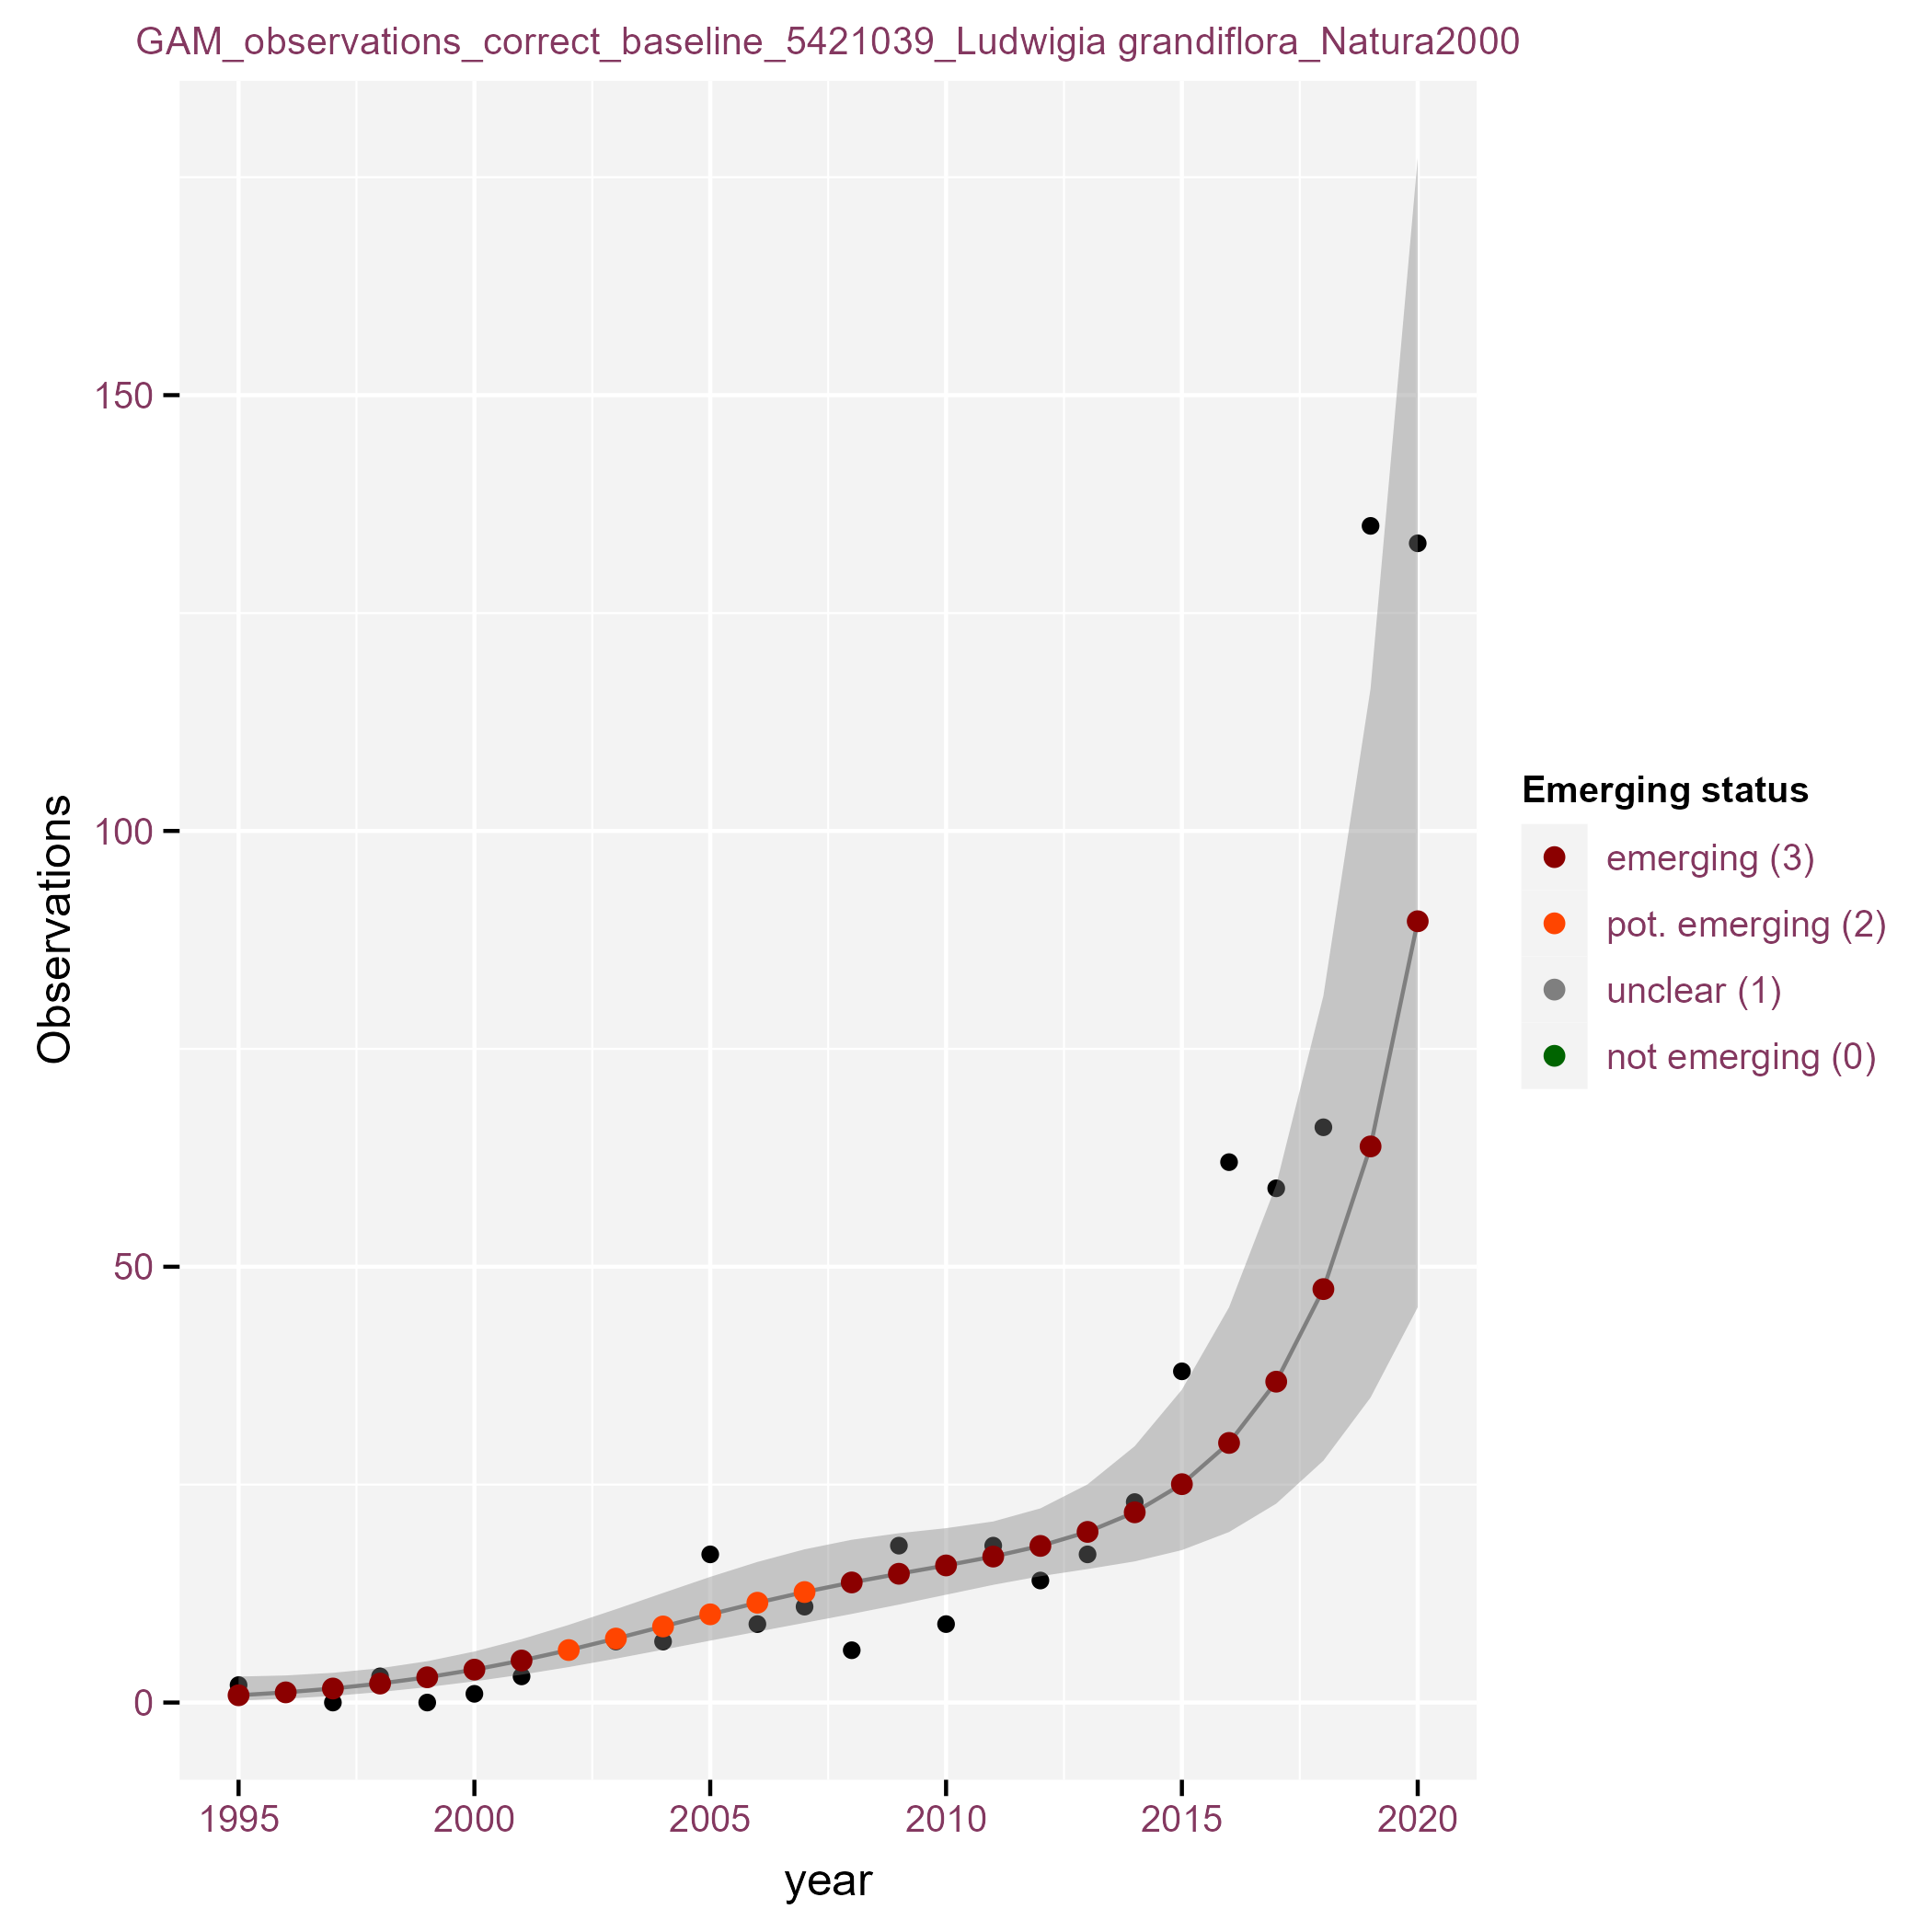 GAM_observations_correct_baseline_5421039_Ludwigia grandiflora_Natura2000
150
100
50
0
Observations
1995 2000 2005 2010 2015 2020
year
Emerging status
emerging (3)
pot. emerging (2)
unclear (1)
not emerging (0)